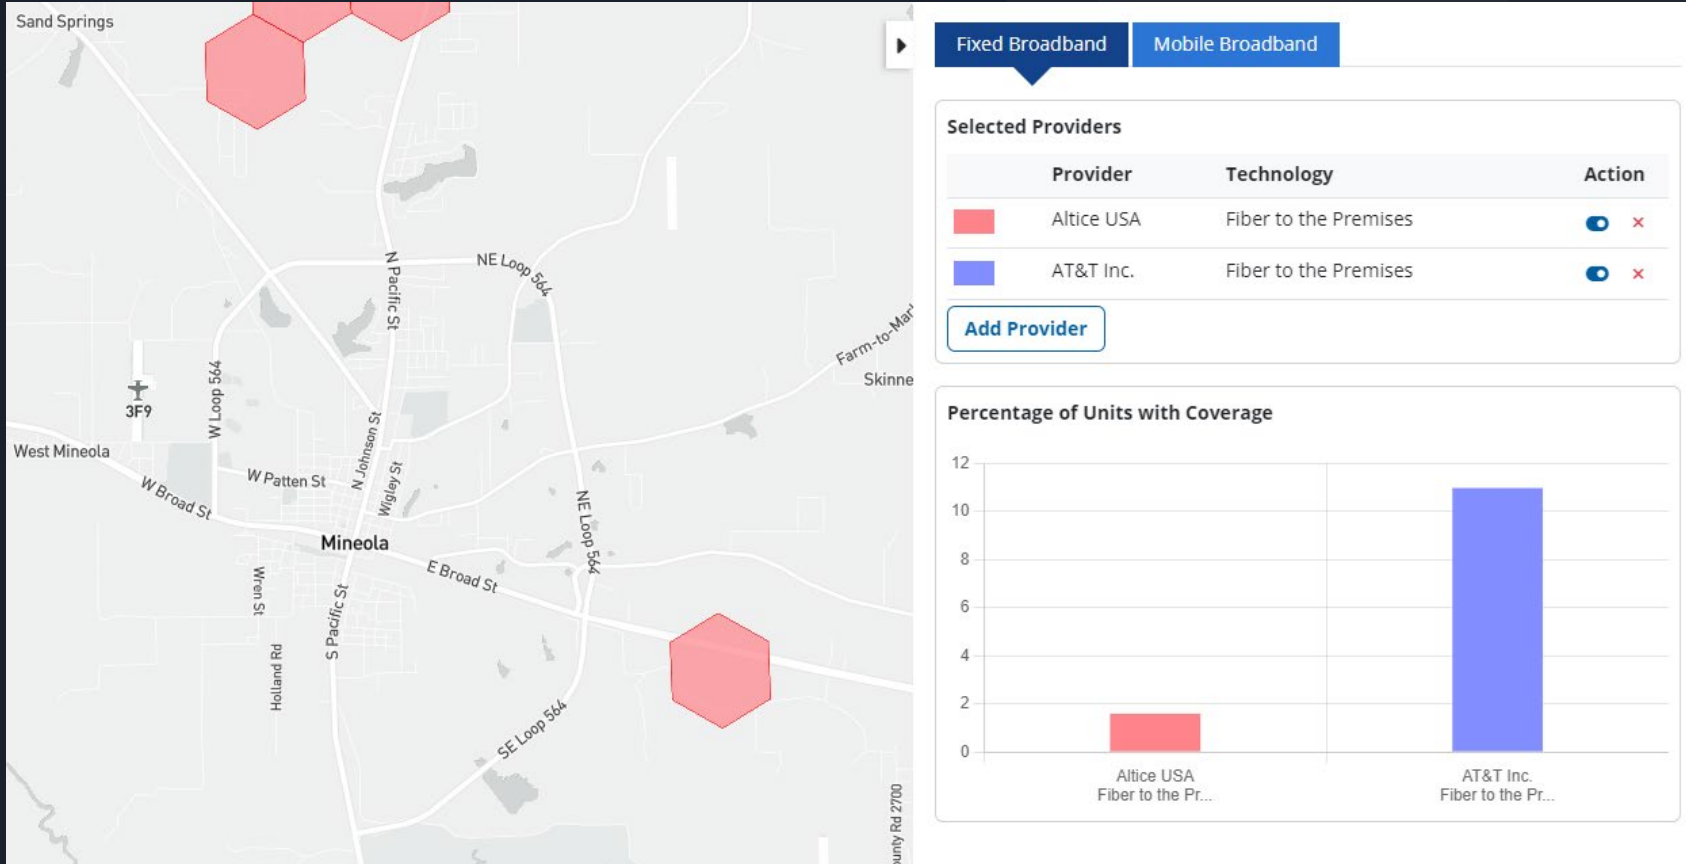 Sand Springs
N Pacific St
NE Loop 564
Farm-to-Mar
Skinne
W Loop 564
3F9
West Mineola
N Johnson St
W Patten St
Wigley St
W Broad St
NE Loop 564
Mineola
E Broad St
Wren St
S Pacific St
Holland Rd
SE Loop 564
unty Rd 2700
Fixed Broadband
Mobile Broadband
Selected Providers
Provider Technology Action
Altice USA Fiber to the Premises
AT&T Inc. Fiber to the Premises
Add Provider
Percentage of Units with Coverage
12
10
8
6
4
2
0
Altice USA
Fiber to the Pr...
AT&T Inc.
Fiber to the Pr...